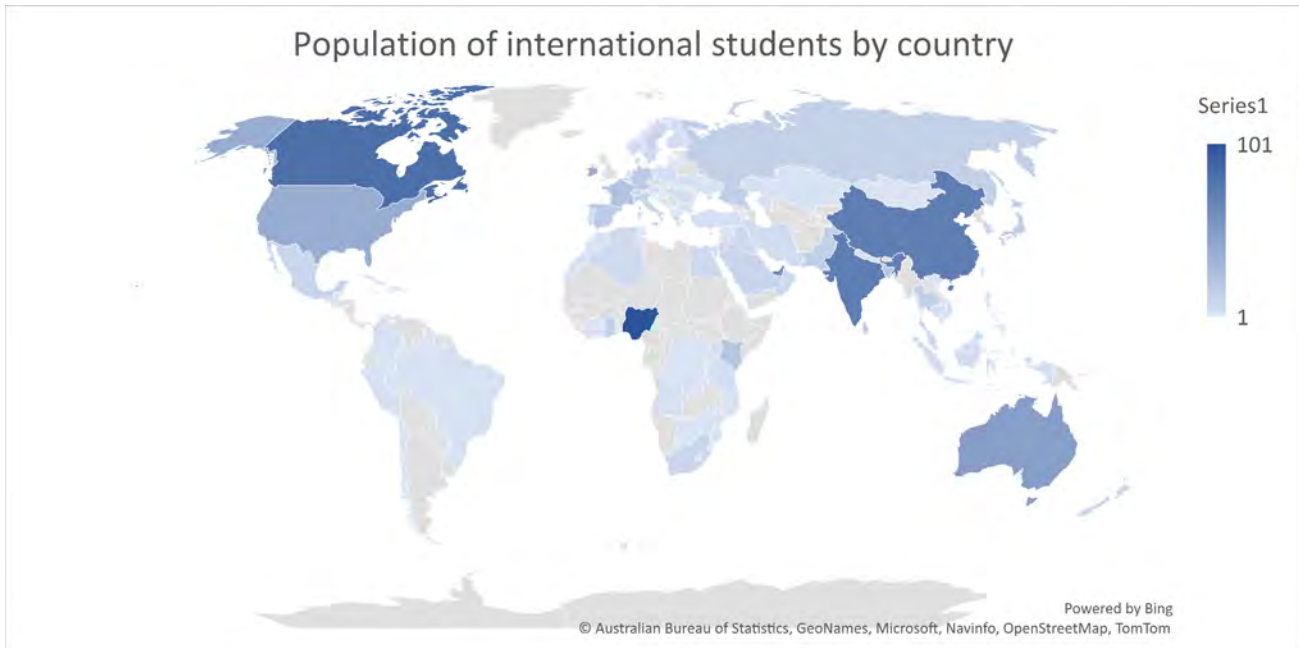 Population of international students by country
Series1
101
1
Powered by Bing
© Australian Bureau of Statistics, GeoNames, Microsoft, Navinfo, OpenStreetMap, TomTom